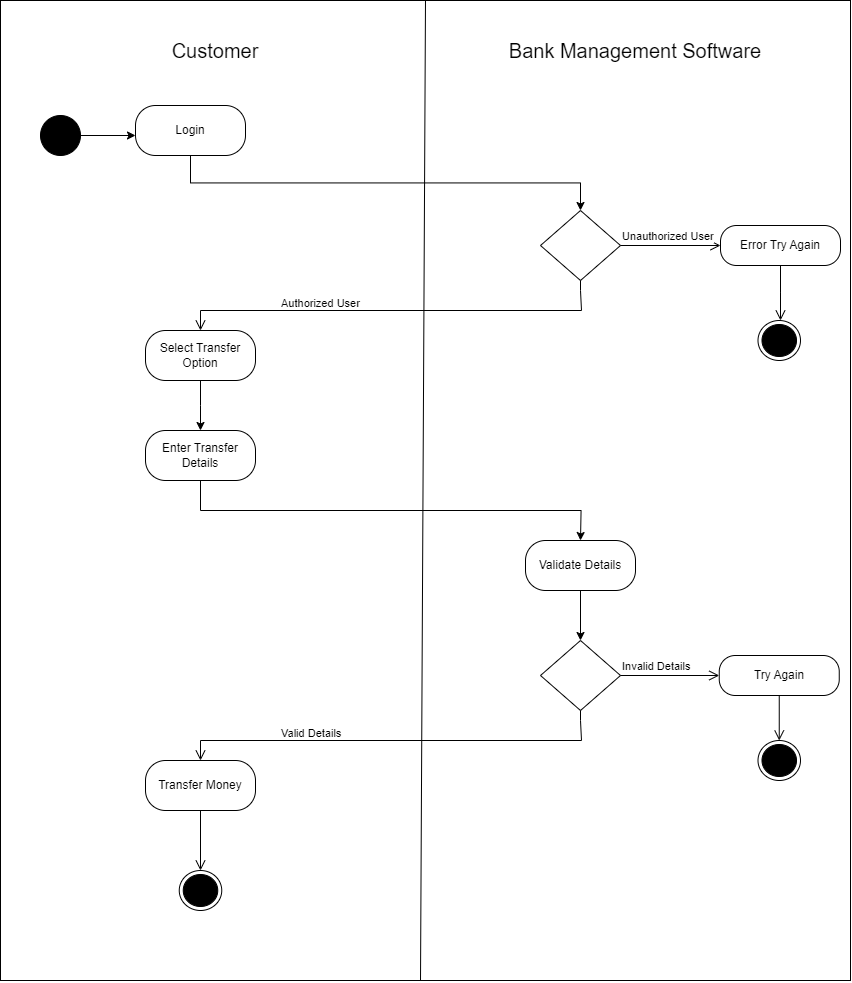 Customer
Bank Management Software
Login
Unauthorized User
Error Try Again
Authorized User
Select Transfer
Option
Enter Transfer
Details
Validate Details
Invalid Details
Try Again
Valid Details
Transfer Money